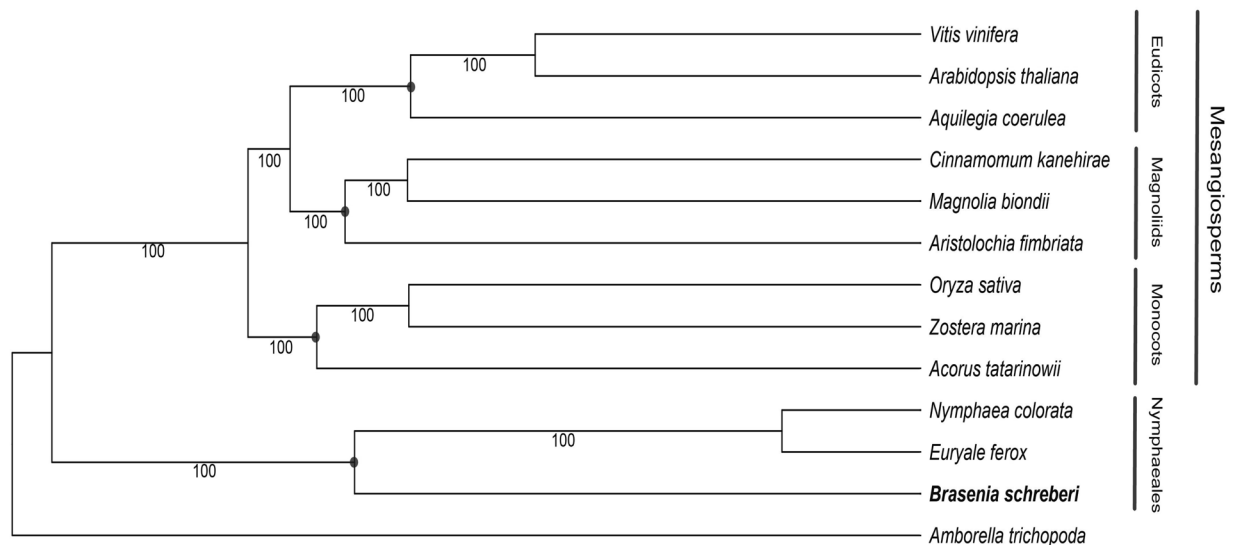 Vitis vinifera
100
Arabidopsis thaliana
100
Aquilegia coerulea
Eudicots
100
Cinnamomum kanehirae
100
Magnolia biondii
100
Aristolochia fimbriata
Magnoliids
100
Oryza sativa
100
Zostera marina
100
Acorus tatarinowii
Monocots
Mesangiosperms
Nymphaea colorata
100
Euryale ferox
100
Brasenia schreberi
Nymphaeales
Amborella trichopoda